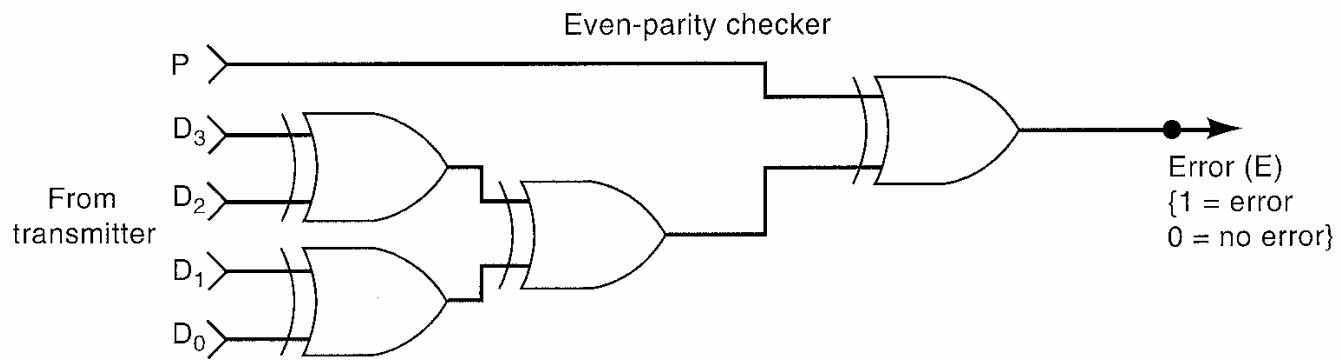 Even-parity checker
P
D₃
D₂
From
transmitter
D₁
D₀
Error (E)
{1 = error
0 = no error}